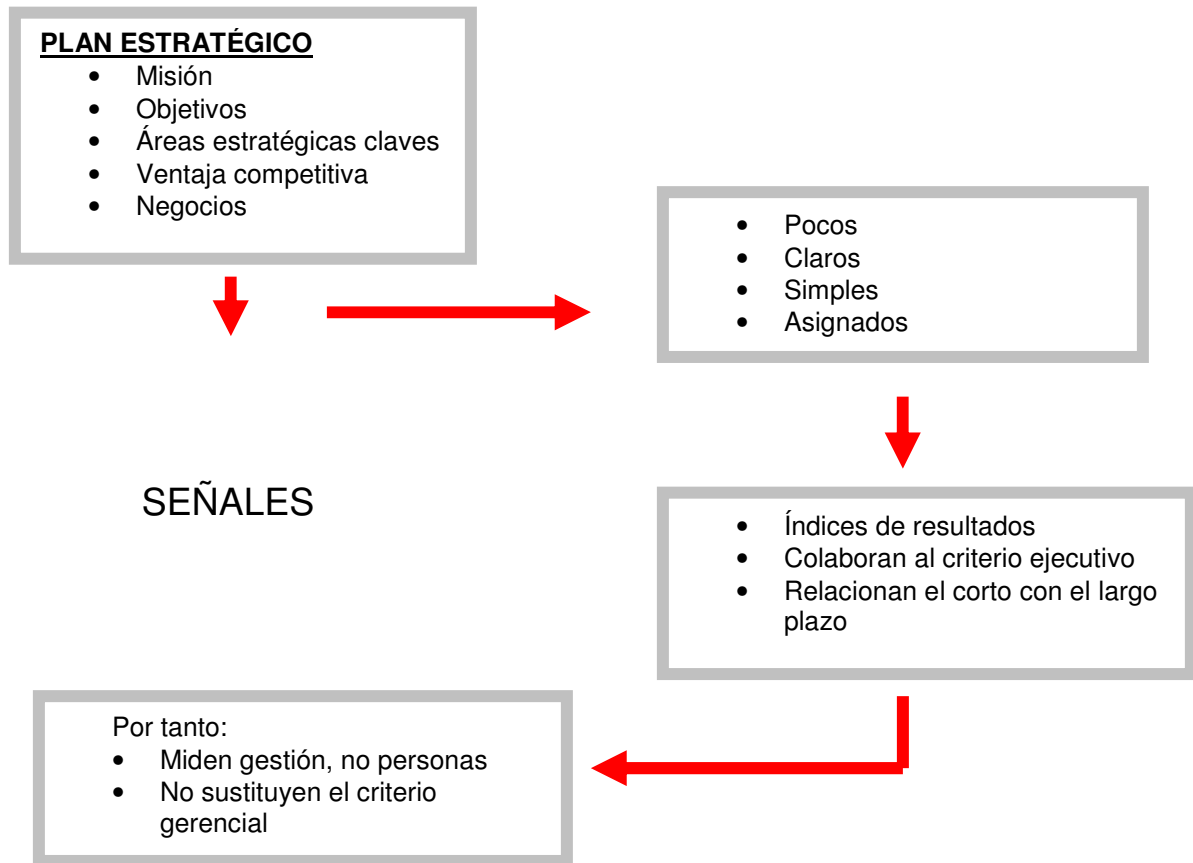 PLAN ESTRATÉGICO
• Misión
• Objetivos
• Áreas estratégicas claves
• Ventaja competitiva
• Negocios
• Pocos
• Claros
• Simples
• Asignados
SEÑALES
• Índices de resultados
• Colaboran al criterio ejecutivo
• Relacionan el corto con el largo
plazo
Por tanto:
• Miden gestión, no personas
• No sustituyen el criterio
gerencial